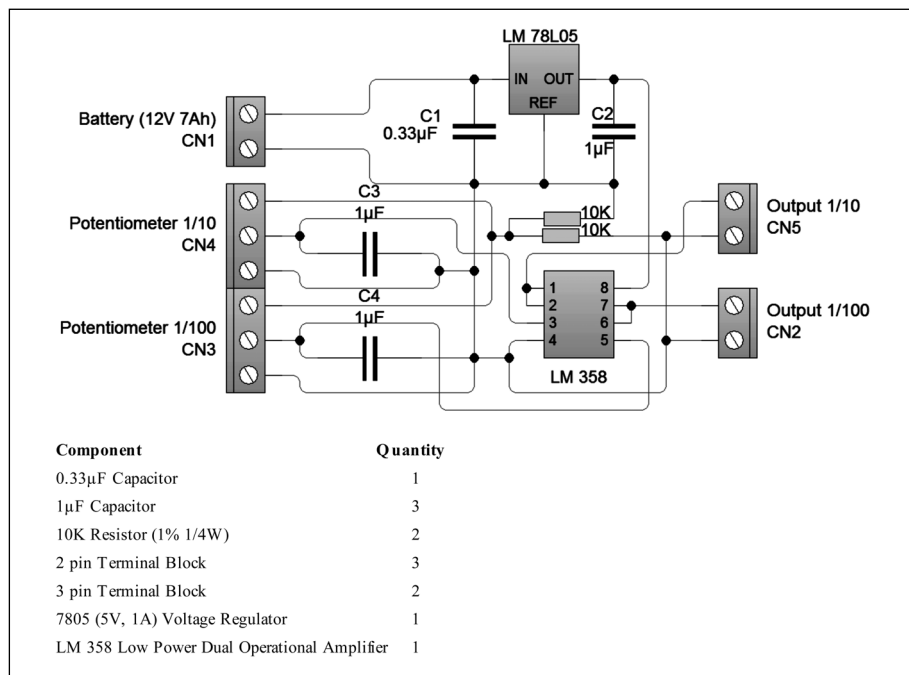 LM 78L05
IN OUT
REF
Battery (12V 7Ah)
CN1
C1
0.33µF
C2
1µF
C3
1µF
Potentiometer 1/10
CN4
10K
10K
Output 1/10
CN5
C4
1µF
Potentiometer 1/100
CN3
1 8
2 7
3 6
4 5
LM 358
Output 1/100
CN2
Component Quantity
0.33µF Capacitor 1
1µF Capacitor 3
10K Resistor (1% 1/4W) 2
2 pin Terminal Block 3
3 pin Terminal Block 2
7805 (5V, 1A) Voltage Regulator 1
LM 358 Low Power Dual Operational Amplifier 1